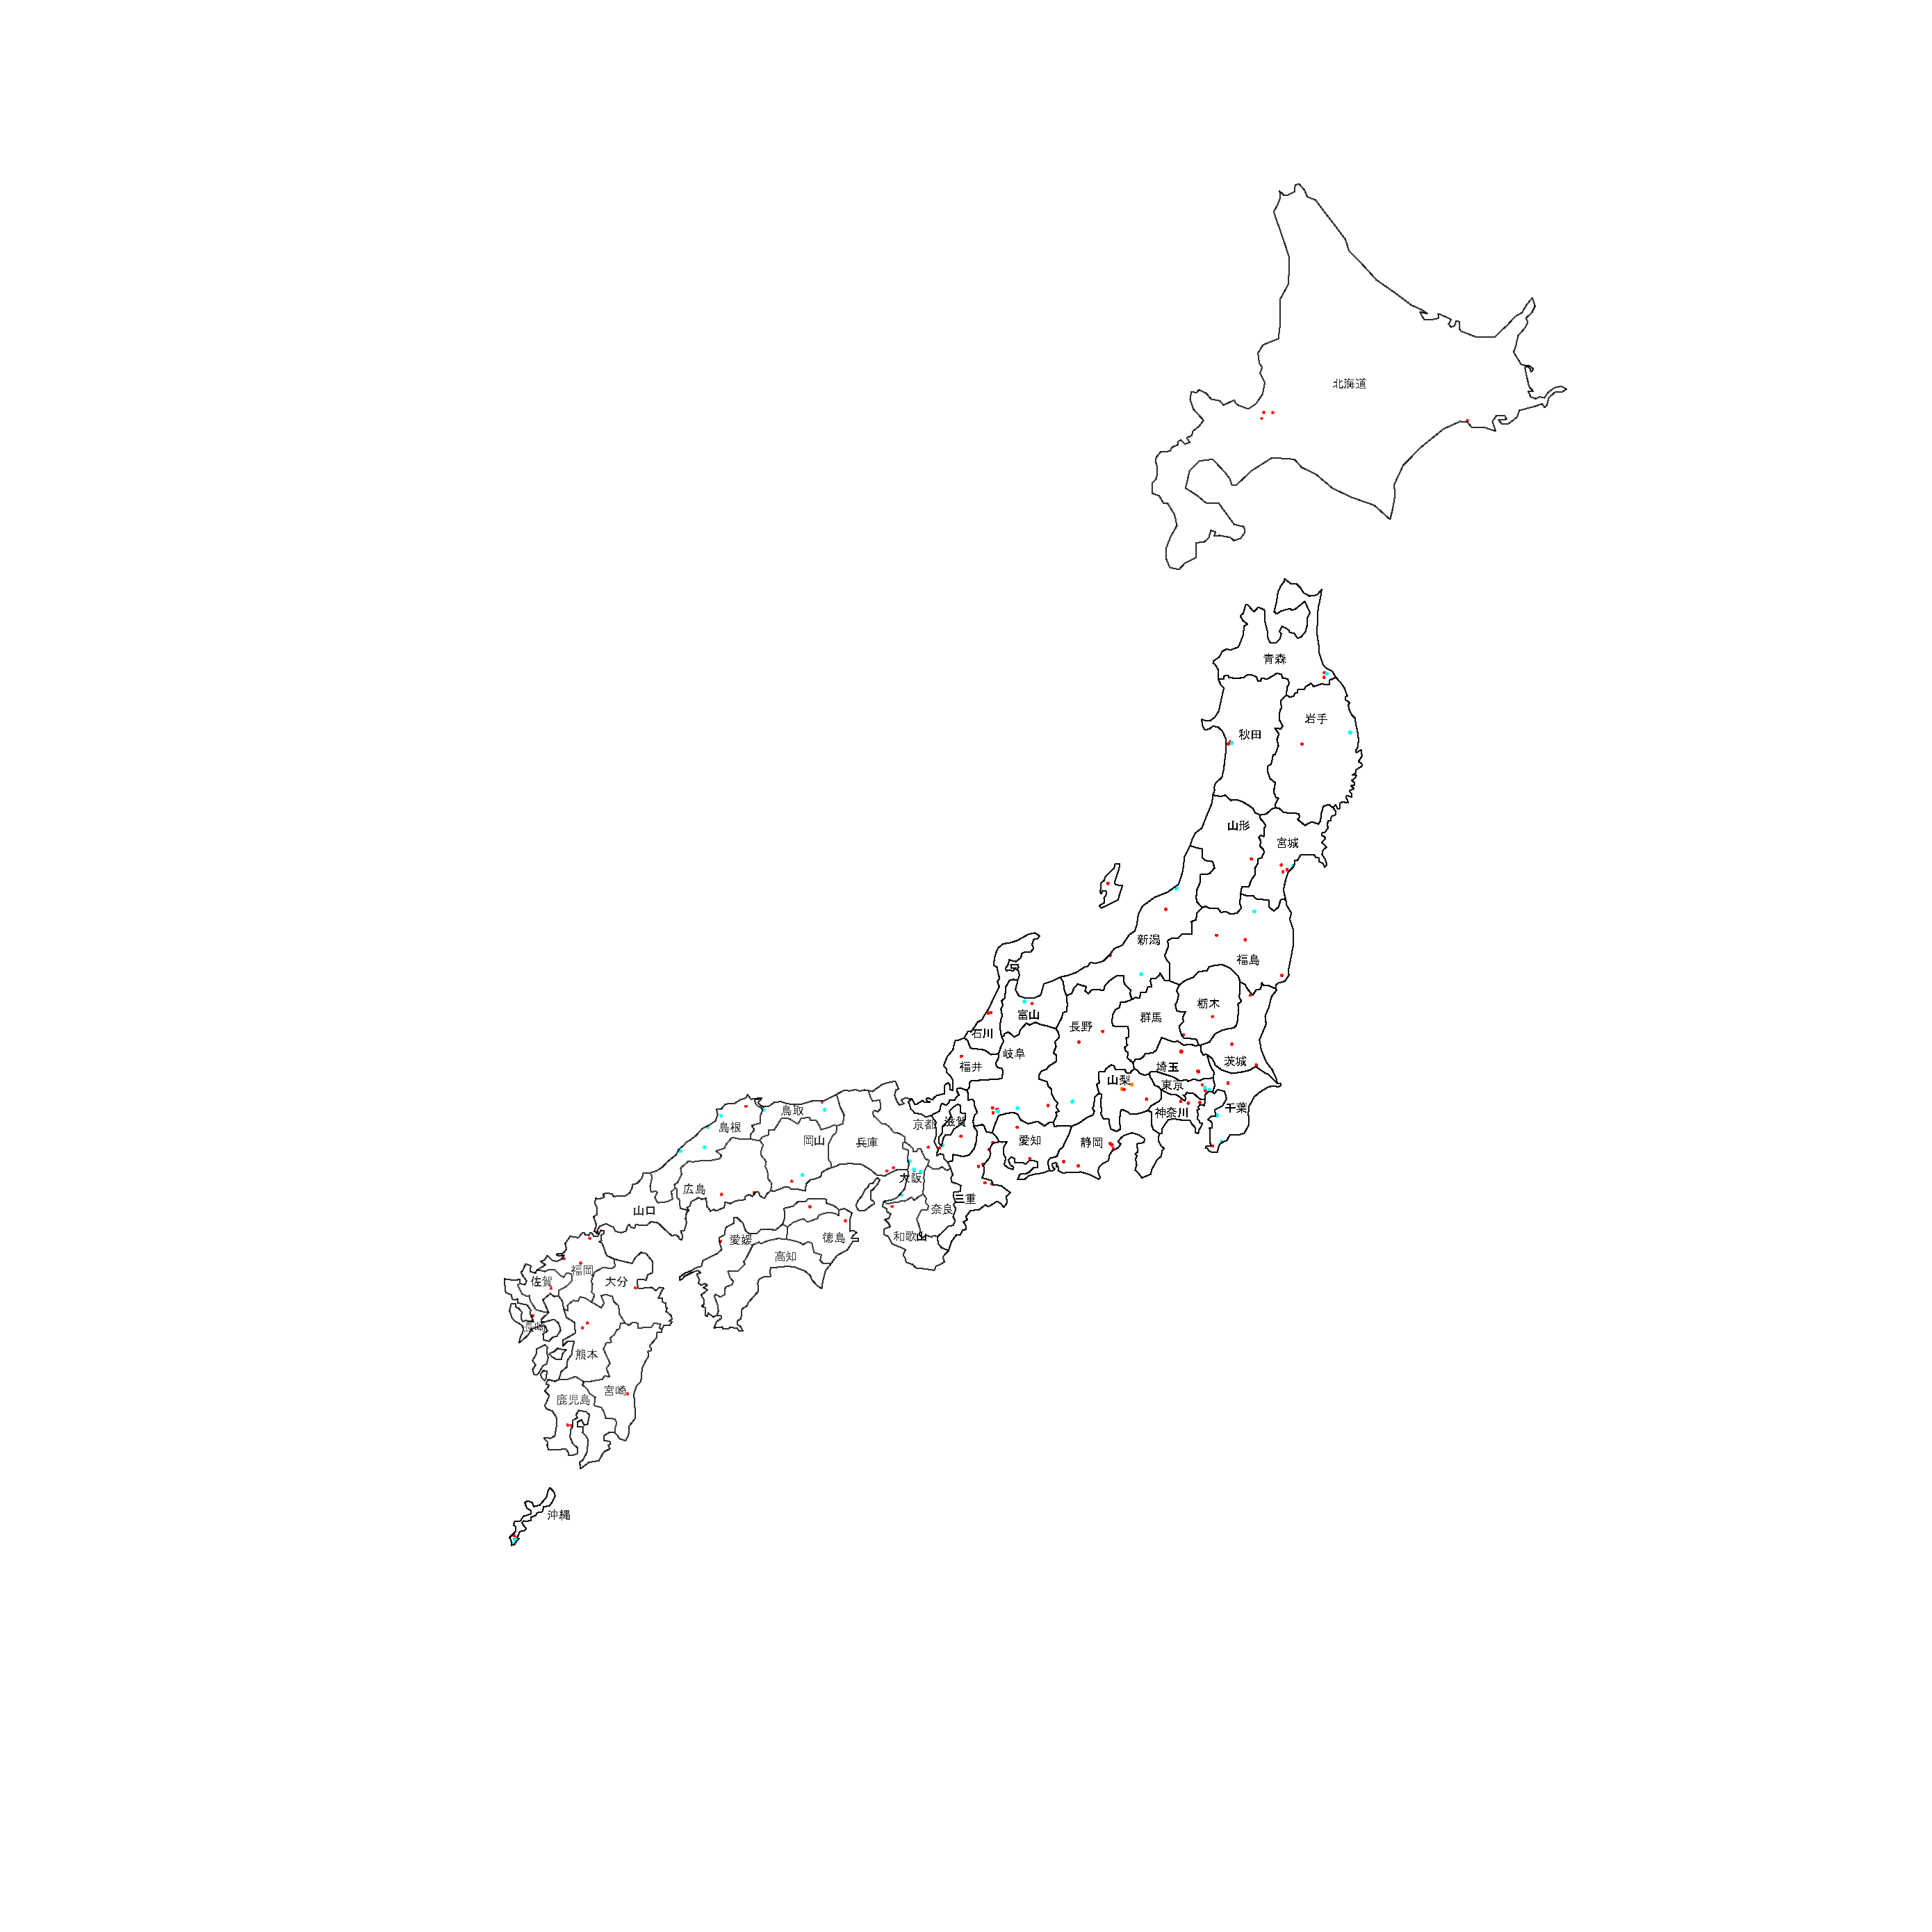 北海道
青森
岩手
秋田
山形
宮城
新潟
福島
栃木
富山
群馬
長野
石川
岐阜
茨城
福井
埼玉
山梨
東京
千葉
鳥取
神奈川
滋賀
京都
島根
岡山
愛知
兵庫
静岡
大阪
広島
三重
奈良
山口
和歌山
徳島
愛媛
高知
福岡
佐賀
大分
長崎
熊本
宮崎
鹿児島
沖縄